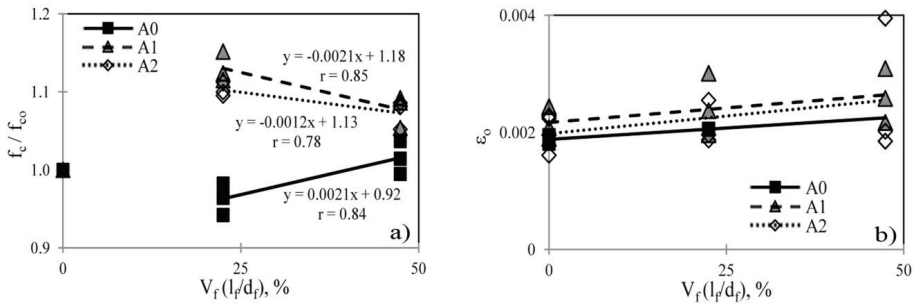 1.2
1.1
1.0
0.9
f_c / f_co
A0
A1
A2
y = -0.0021x + 1.18
r = 0.85
y = -0.0012x + 1.13
r = 0.78
y = 0.0021x + 0.92
r = 0.84
a)
0
25
50
V_f (l_f/d_f), %
0.004
0.002
0
ε_o
A0
A1
A2
b)
0
25
50
V_f (l_f/d_f), %